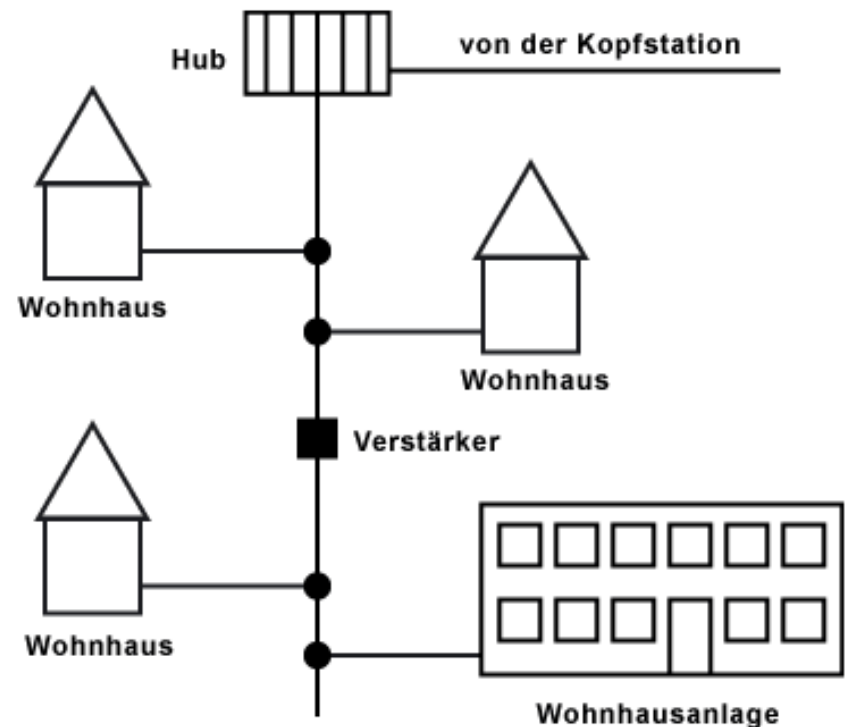 Hub
von der Kopfstation
Wohnhaus
Wohnhaus
Verstärker
Wohnhaus
Wohnhausanlage